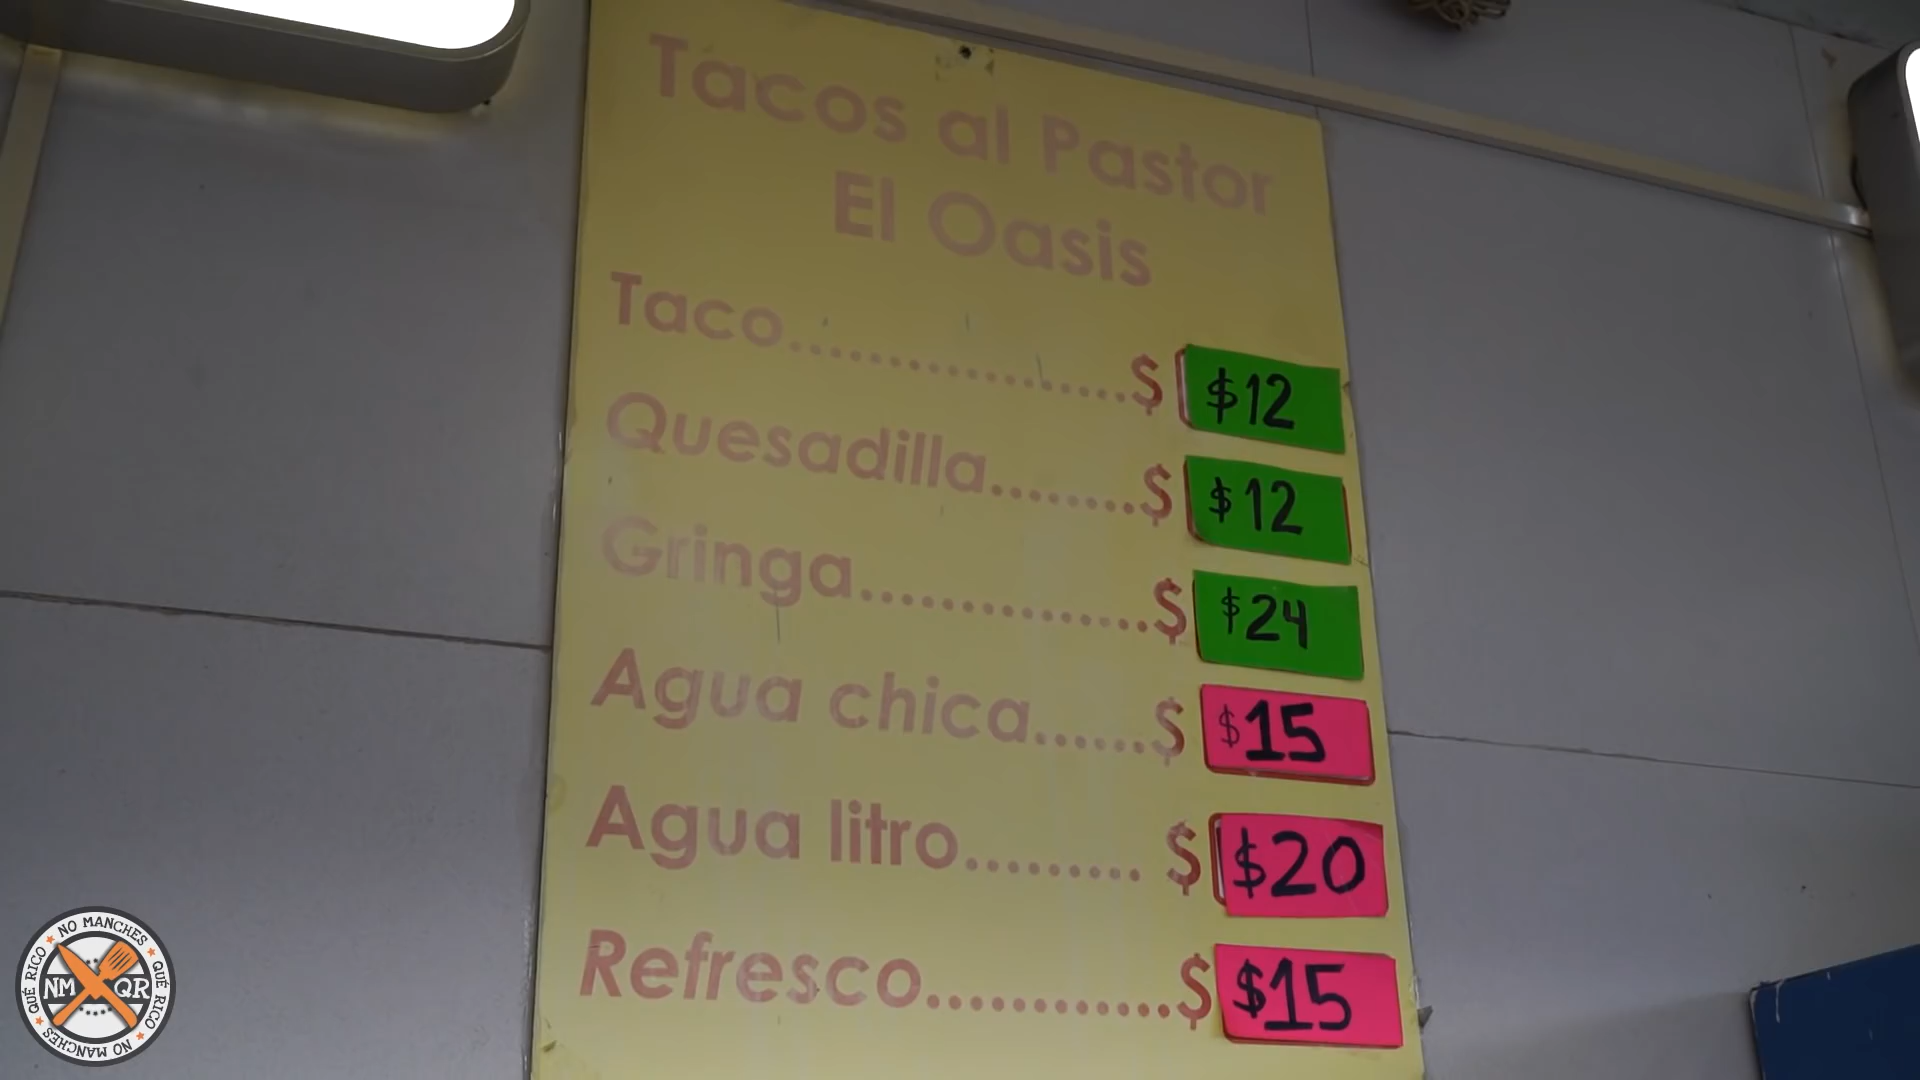 Tacos al Pastor
El Oasis
Taco.................$ $12
Quesadilla........$ $12
Gringa...............$ $24
Agua chica......$ $15
Agua litro......... $ $20
Refresco............$ $15
NO MANCHES QUÉ RICO NO MANCHES QUÉ RICO
NM QR